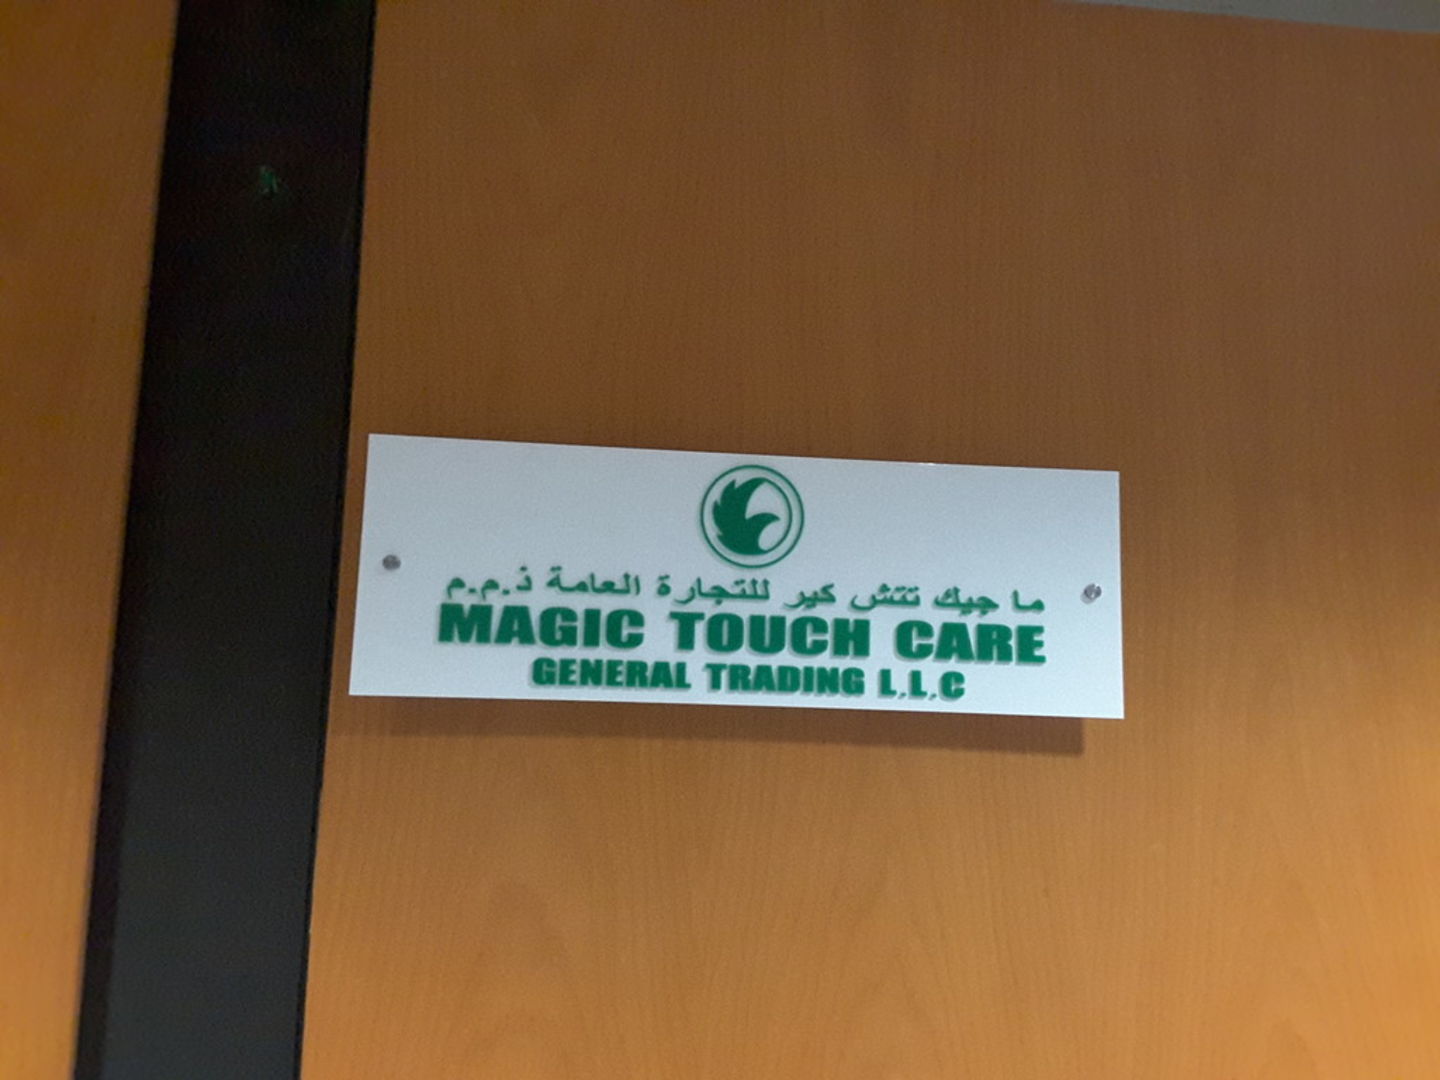 ما جيك تتش كير للتجارة العامة ذ.م.م
MAGIC TOUCH CARE
GENERAL TRADING L.L.C